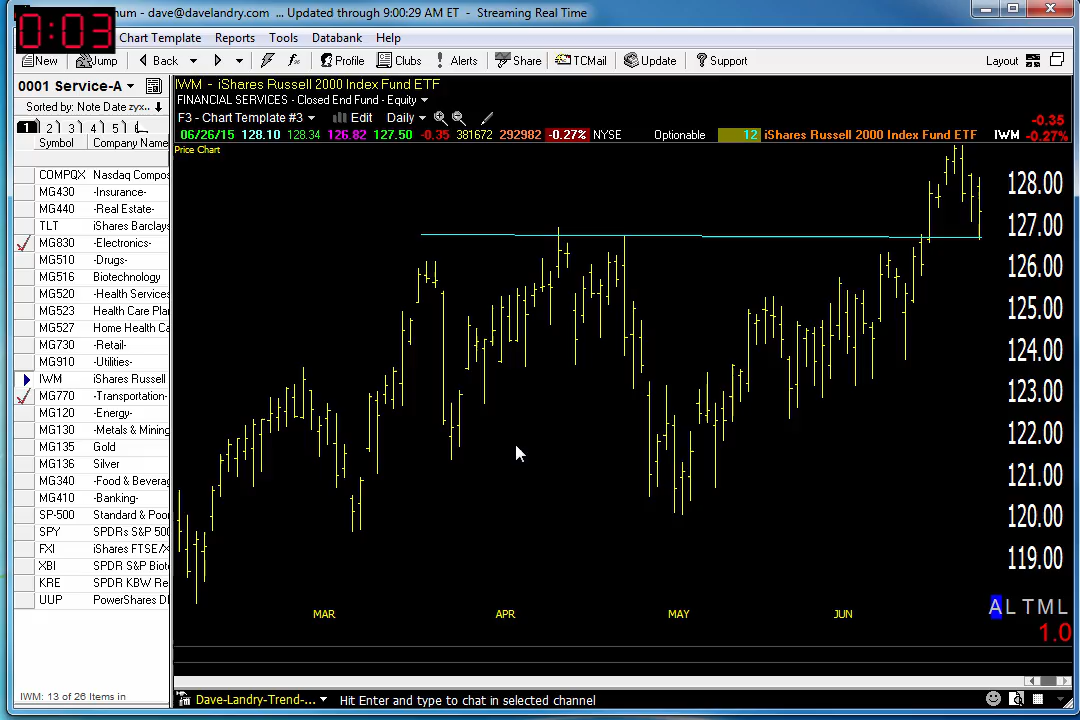 num - dave@davelandry.com ... Updated through 9:00:29 AM ET - Streaming Real Time
0:03
Chart Template Reports Tools Databank Help
New Jump Back Profile Clubs Alerts Share TCMail Update Support Layout
0001 Service-A
Sorted by: Note Date zyx..
1 2 3 4 5
Symbol Company Name
COMPQX Nasdaq Compos
MG430 -Insurance-
MG440 -Real Estate-
TLT iShares Barclays
MG830 -Electronics-
MG510 -Drugs-
MG516 Biotechnology
MG520 -Health Services
MG523 Health Care Plan
MG527 Home Health Ca
MG730 -Retail-
MG910 -Utilities-
IWM iShares Russell
MG770 -Transportation-
MG120 -Energy-
MG130 -Metals & Mining
MG135 Gold
MG136 Silver
MG340 -Food & Beverag
MG410 -Banking-
SP-500 Standard & Poo
SPY SPDRs S&P 500
FXI iShares FTSE/X
XBI SPDR S&P Biot
KRE SPDR KBW Re
UUP PowerShares D
IWM: 13 of 26 Items in
IWM - iShares Russell 2000 Index Fund ETF
FINANCIAL SERVICES - Closed End Fund - Equity
F3 - Chart Template #3 Edit Daily
06/26/15 128.10 128.34 126.82 127.50 -0.35 381672 292982 -0.27% NYSE Optionable 12 iShares Russell 2000 Index Fund ETF IWM -0.35 -0.27%
Price Chart
128.00
127.00
126.00
125.00
124.00
123.00
122.00
121.00
120.00
119.00
MAR APR MAY JUN
A L T M L
1.0
Dave-Landry-Trend-... Hit Enter and type to chat in selected channel